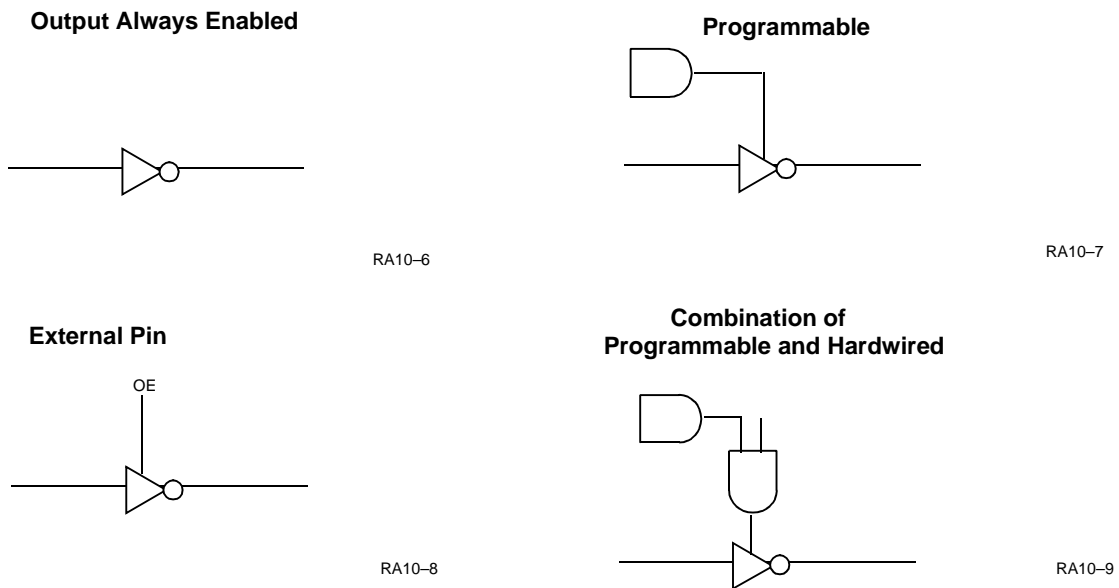 Output Always Enabled
Programmable
RA10–6
RA10–7
External Pin
OE
RA10–8
Combination of
Programmable and Hardwired
RA10–9